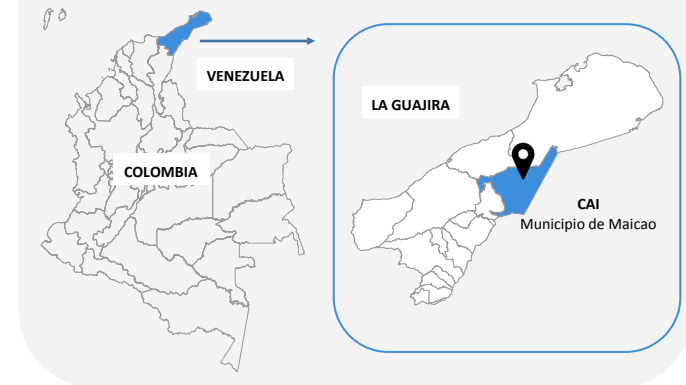 VENEZUELA
COLOMBIA
LA GUAJIRA
CAI
Municipio de Maicao